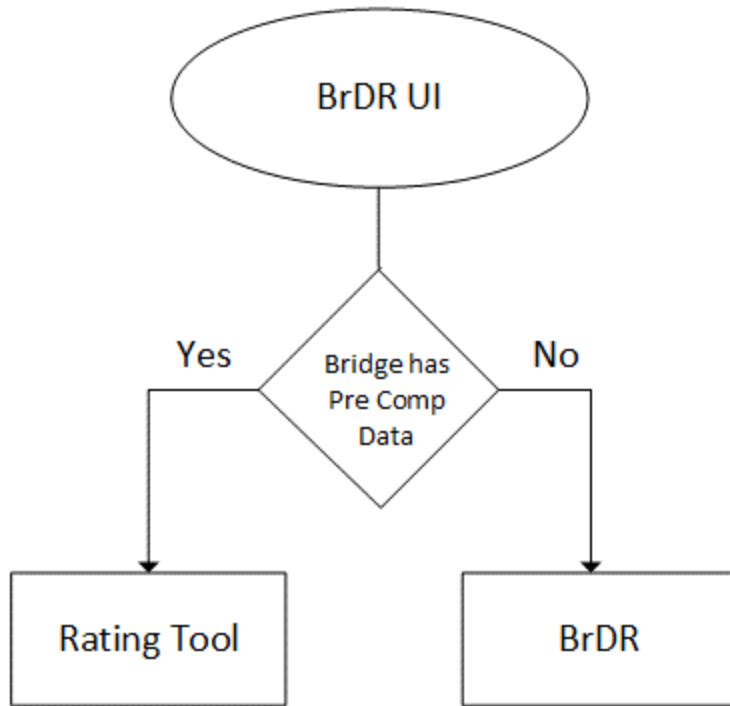 BrDR UI
Yes
No
Bridge has
Pre Comp
Data
Rating Tool
BrDR